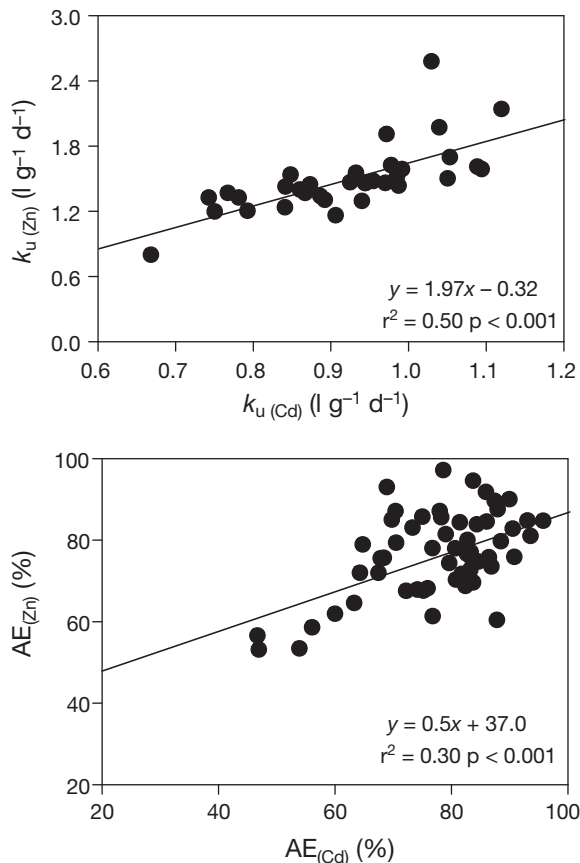 3.0
2.4
1.8
1.2
0.6
0.0
k_u (Zn) (l g⁻¹ d⁻¹)
y = 1.97x – 0.32
r² = 0.50 p < 0.001
0.6 0.7 0.8 0.9 1.0 1.1 1.2
k_u (Cd) (l g⁻¹ d⁻¹)
100
80
60
40
20
AE(Zn) (%)
y = 0.5x + 37.0
r² = 0.30 p < 0.001
20 40 60 80 100
AE(Cd) (%)